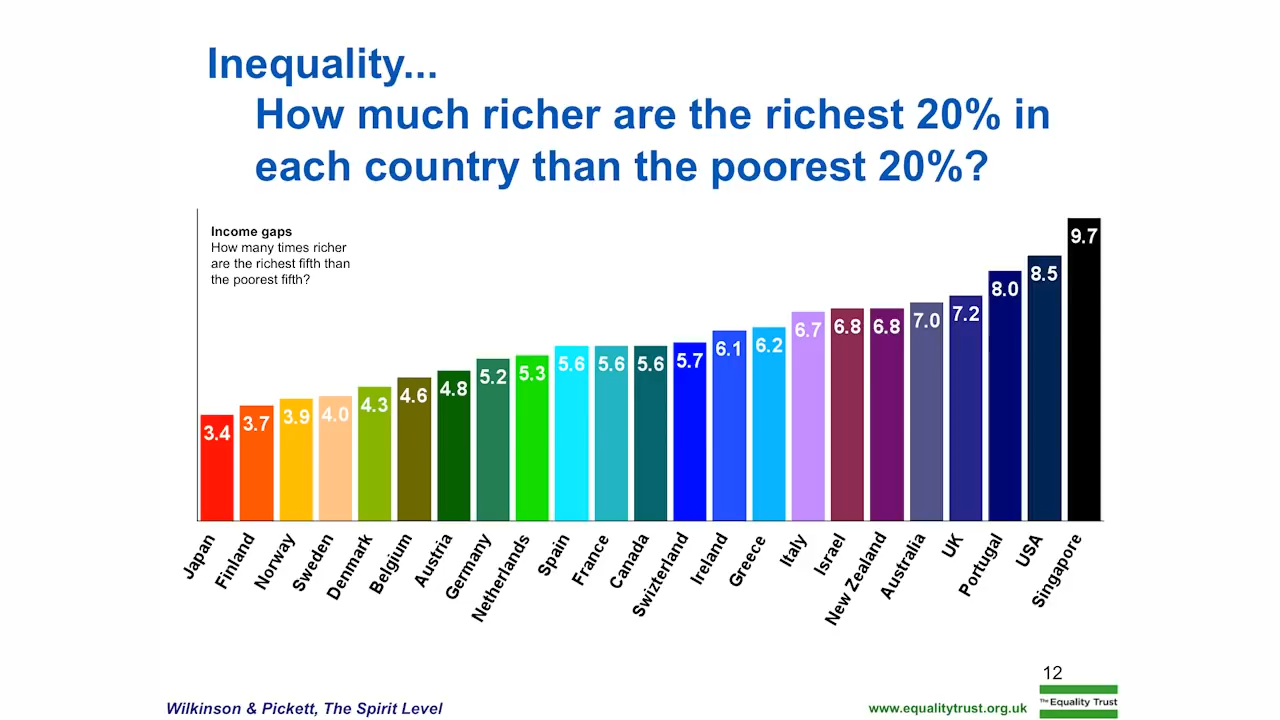 Inequality...
How much richer are the richest 20% in
each country than the poorest 20%?
Income gaps
How many times richer
are the richest fifth than
the poorest fifth?
3.4
3.7
3.9
4.0
4.3
4.6
4.8
5.2
5.3
5.6
5.6
5.6
5.7
6.1
6.2
6.7
6.8
6.8
7.0
7.2
8.0
8.5
9.7
Japan
Finland
Norway
Sweden
Denmark
Belgium
Austria
Germany
Netherlands
Spain
France
Canada
Swizterland
Ireland
Greece
Italy
Israel
New Zealand
Australia
UK
Portugal
USA
Singapore
12
Wilkinson & Pickett, The Spirit Level
www.equalitytrust.org.uk
The Equality Trust